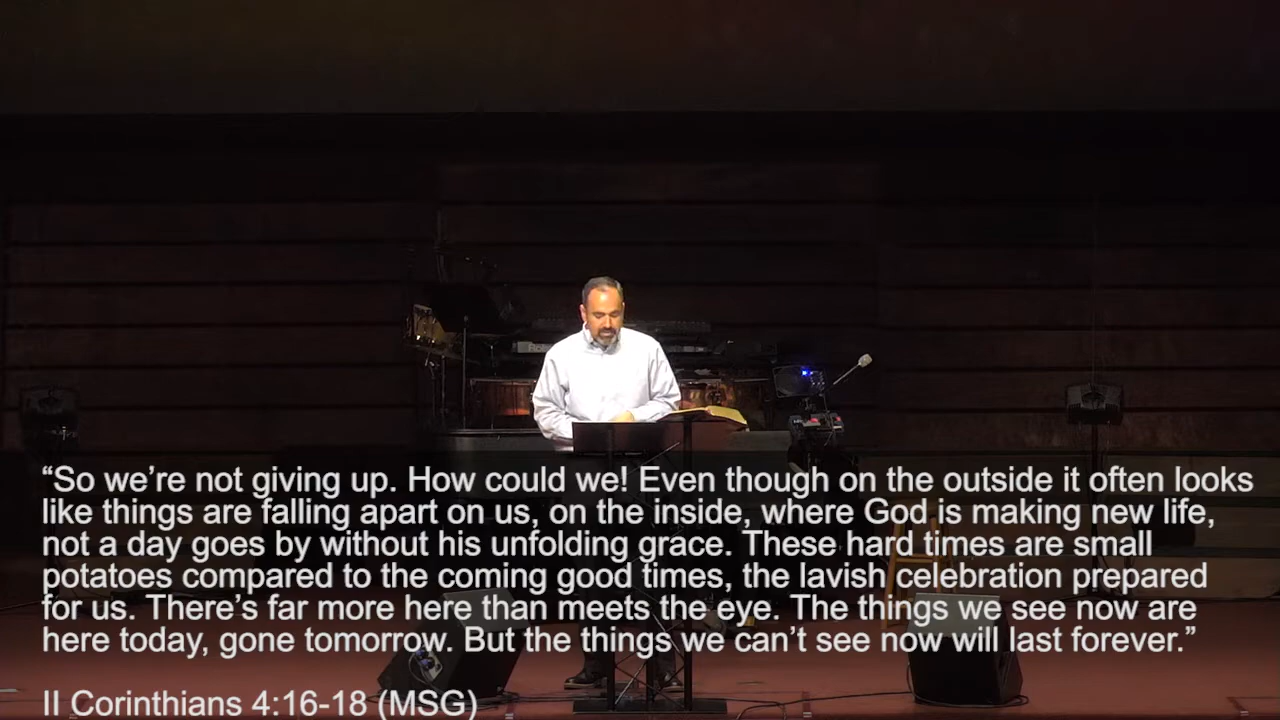 “So we’re not giving up. How could we! Even though on the outside it often looks
like things are falling apart on us, on the inside, where God is making new life,
not a day goes by without his unfolding grace. These hard times are small
potatoes compared to the coming good times, the lavish celebration prepared
for us. There’s far more here than meets the eye. The things we see now are
here today, gone tomorrow. But the things we can’t see now will last forever.”
II Corinthians 4:16-18 (MSG)